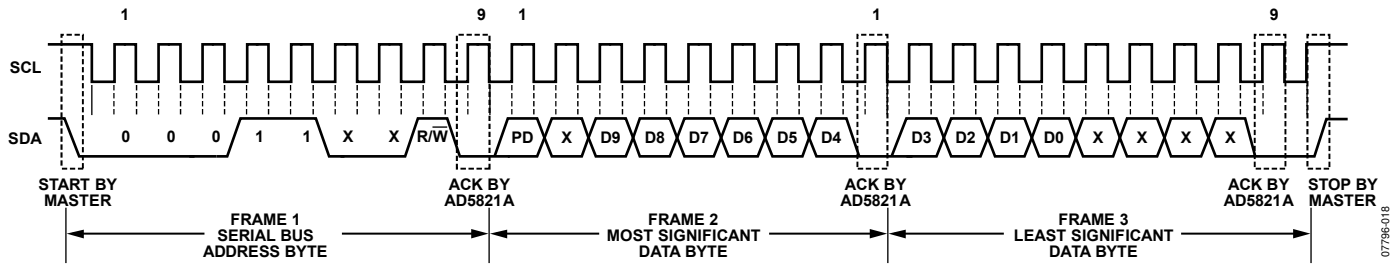 1 9 1 1 9
SCL
SDA 0 0 0 1 1 X X R/W PD X D9 D8 D7 D6 D5 D4 D3 D2 D1 D0 X X X X
START BY MASTER
ACK BY AD5821A
ACK BY AD5821A
ACK BY AD5821A
STOP BY MASTER
FRAME 1
SERIAL BUS
ADDRESS BYTE
FRAME 2
MOST SIGNIFICANT
DATA BYTE
FRAME 3
LEAST SIGNIFICANT
DATA BYTE
07796-018